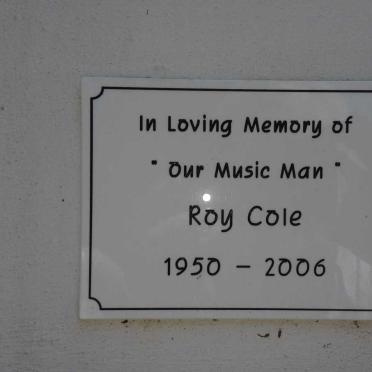 In Loving Memory of
" Our Music Man "
Roy Cole
1950 – 2006